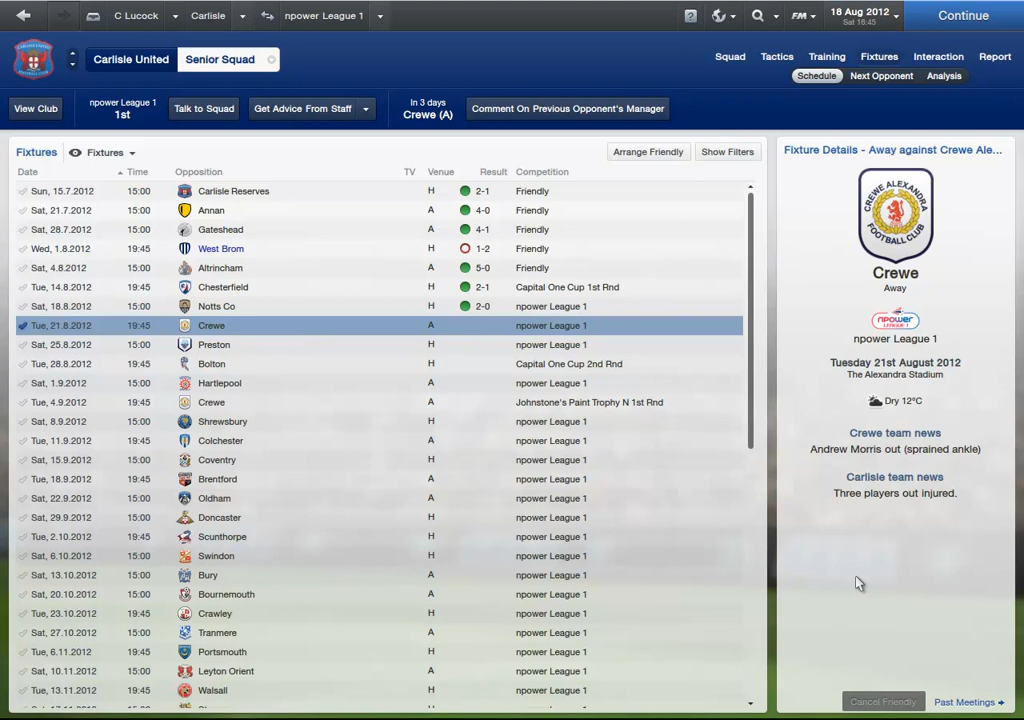 C Lucock Carlisle npower League 1 ? FM 18 Aug 2012 Continue
Sat 16:45
Carlisle United Senior Squad Squad Tactics Training Fixtures Interaction Report
Schedule Next Opponent Analysis
View Club npower League 1 Talk to Squad Get Advice From Staff In 3 days Comment On Previous Opponent's Manager
1st Crewe (A)
Fixtures Fixtures Arrange Friendly Show Filters
Date Time Opposition TV Venue Result Competition
Sun, 15.7.2012 15:00 Carlisle Reserves H 2-1 Friendly
Sat, 21.7.2012 15:00 Annan A 4-0 Friendly
Sat, 28.7.2012 15:00 Gateshead A 4-1 Friendly
Wed, 1.8.2012 19:45 West Brom H 1-2 Friendly
Sat, 4.8.2012 15:00 Altrincham A 5-0 Friendly
Tue, 14.8.2012 19:45 Chesterfield H 2-1 Capital One Cup 1st Rnd
Sat, 18.8.2012 15:00 Notts Co H 2-0 npower League 1
Tue, 21.8.2012 19:45 Crewe A npower League 1
Sat, 25.8.2012 15:00 Preston H npower League 1
Tue, 28.8.2012 19:45 Bolton H Capital One Cup 2nd Rnd
Sat, 1.9.2012 15:00 Hartlepool A npower League 1
Tue, 4.9.2012 19:45 Crewe A Johnstone's Paint Trophy N 1st Rnd
Sat, 8.9.2012 15:00 Shrewsbury H npower League 1
Tue, 11.9.2012 19:45 Colchester A npower League 1
Sat, 15.9.2012 15:00 Coventry H npower League 1
Tue, 18.9.2012 19:45 Brentford A npower League 1
Sat, 22.9.2012 15:00 Oldham A npower League 1
Sat, 29.9.2012 15:00 Doncaster H npower League 1
Tue, 2.10.2012 19:45 Scunthorpe H npower League 1
Sat, 6.10.2012 15:00 Swindon H npower League 1
Sat, 13.10.2012 15:00 Bury A npower League 1
Sat, 20.10.2012 15:00 Bournemouth A npower League 1
Tue, 23.10.2012 19:45 Crawley H npower League 1
Sat, 27.10.2012 15:00 Tranmere A npower League 1
Tue, 6.11.2012 19:45 Portsmouth H npower League 1
Sat, 10.11.2012 15:00 Leyton Orient A npower League 1
Tue, 13.11.2012 19:45 Walsall H npower League 1
Fixture Details - Away against Crewe Ale...
CREWE ALEXANDRA
FOOTBALL CLUB
Crewe
Away
npower
LEAGUE 1
npower League 1
Tuesday 21st August 2012
The Alexandra Stadium
Dry 12°C
Crewe team news
Andrew Morris out (sprained ankle)
Carlisle team news
Three players out injured.
Cancel Friendly Past Meetings